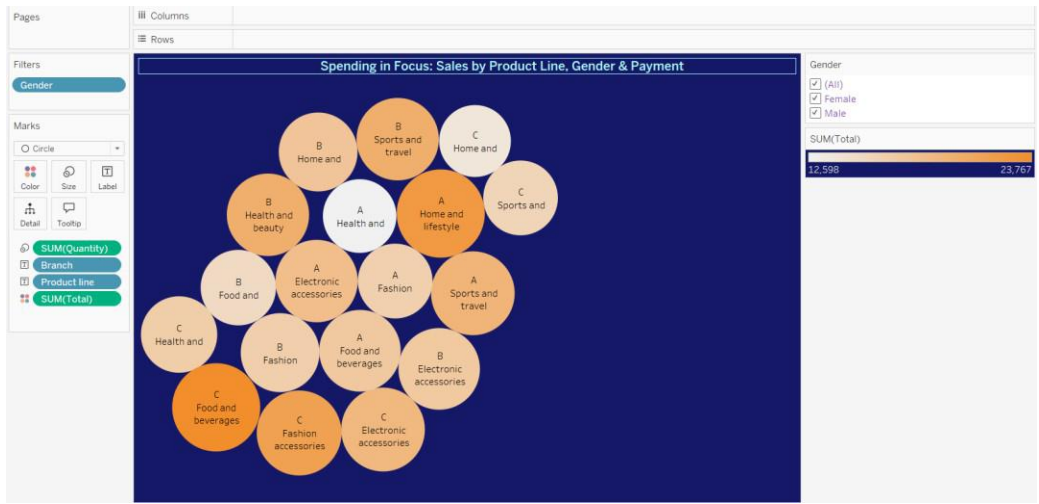 Pages
Columns
Rows
Filters
Gender
Marks
Circle
Color
Size
Label
Detail
Tooltip
SUM(Quantity)
Branch
Product line
SUM(Total)
Spending in Focus: Sales by Product Line, Gender & Payment
B
Home and
B
Sports and
travel
C
Home and
B
Health and
beauty
A
Health and
A
Home and
lifestyle
C
Sports and
B
Food and
A
Electronic
accessories
A
Fashion
A
Sports and
travel
C
Health and
B
Fashion
A
Food and
beverages
B
Electronic
accessories
C
Food and
beverages
C
Fashion
accessories
C
Electronic
accessories
Gender
(All)
Female
Male
SUM(Total)
12,598
23,767